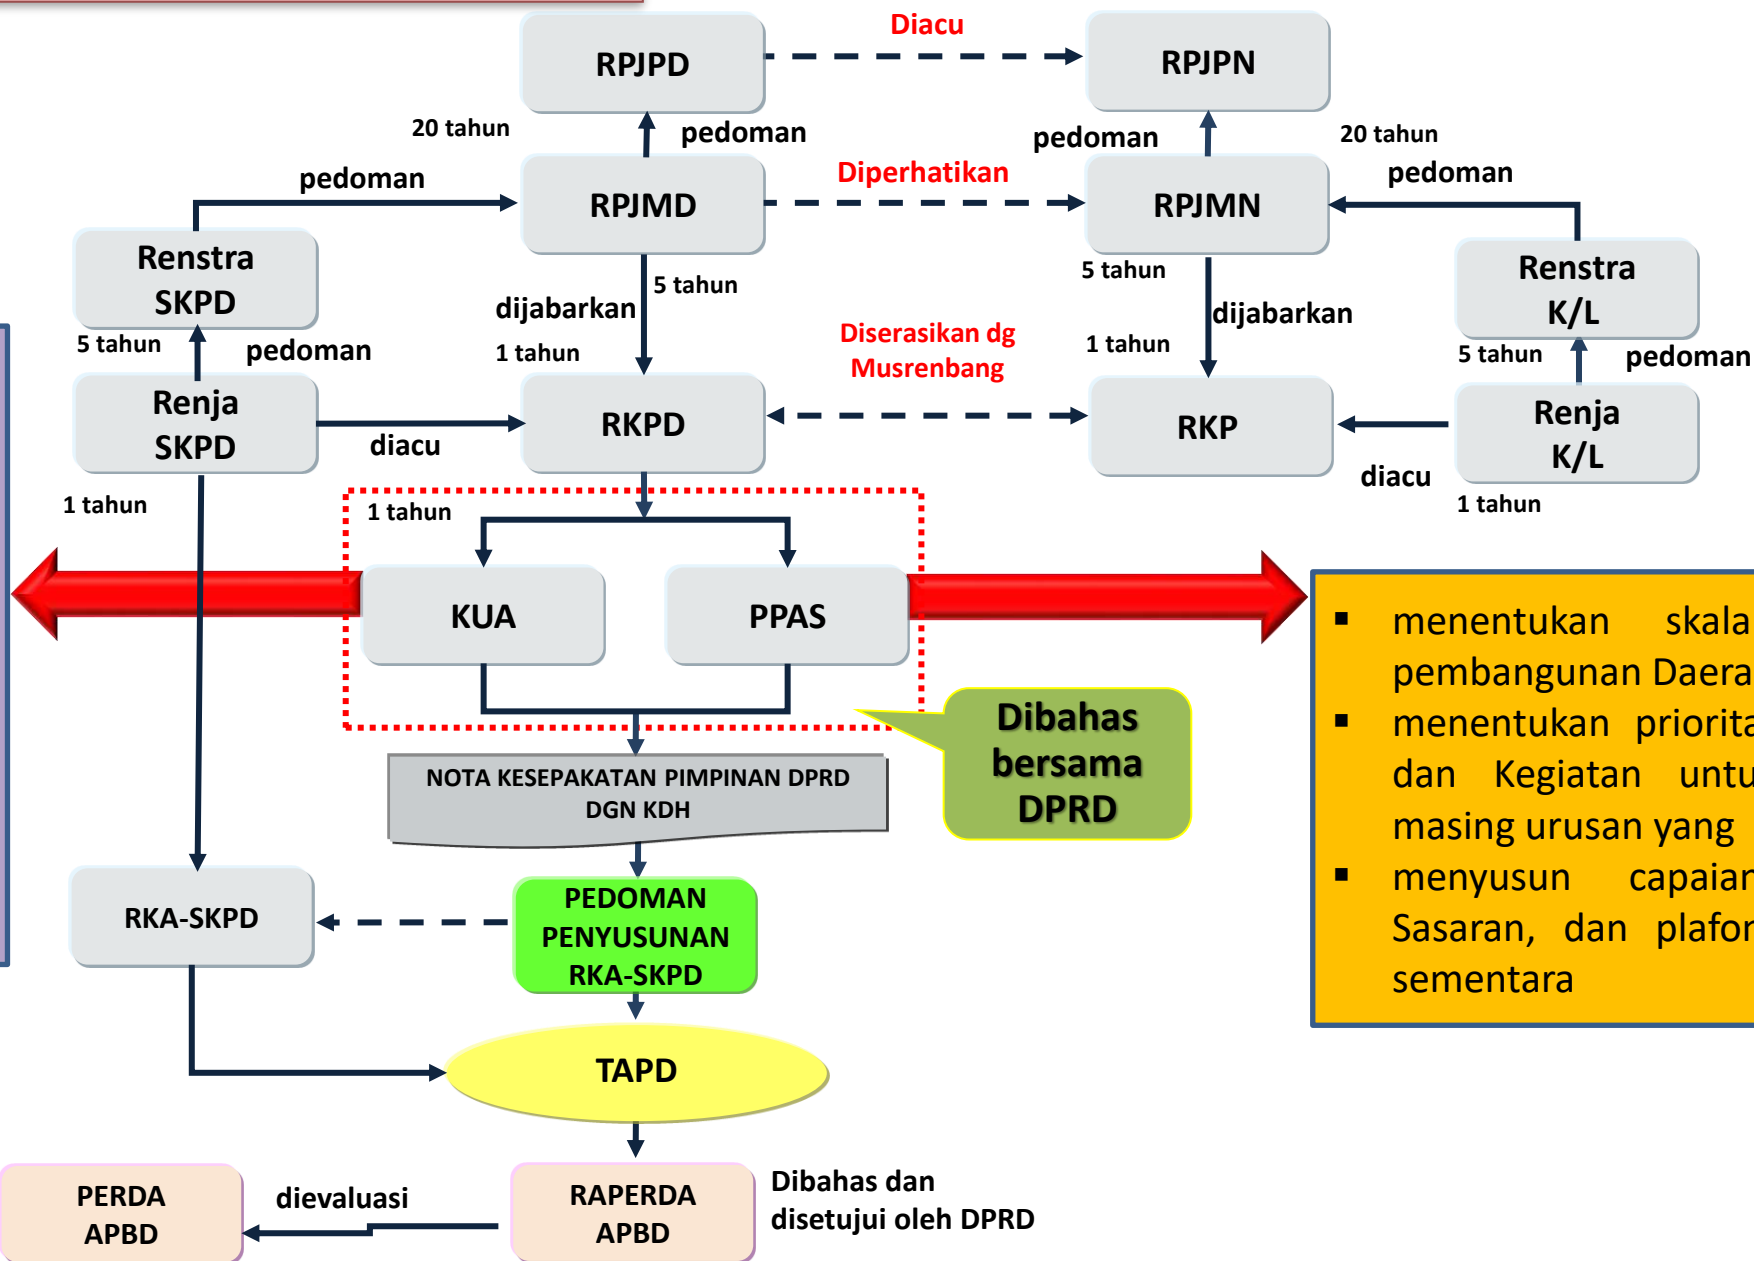 Diacu
RPJPD
RPJPN
20 tahun
pedoman
pedoman
20 tahun
pedoman
Diperhatikan
pedoman
RPJMD
RPJMN
Renstra
SKPD
5 tahun
dijabarkan
5 tahun
dijabarkan
Renstra
K/L
5 tahun
pedoman
1 tahun
Diserasikan dg
Musrenbang
1 tahun
5 tahun
pedoman
Renja
SKPD
diacu
RKPD
RKP
diacu
Renja
K/L
1 tahun
1 tahun
1 tahun
KUA
PPAS
Dibahas
bersama
DPRD
NOTA KESEPAKATAN PIMPINAN DPRD
DGN KDH
RKA-SKPD
PEDOMAN
PENYUSUNAN
RKA-SKPD
TAPD
PERDA
APBD
dievaluasi
RAPERDA
APBD
Dibahas dan
disetujui oleh DPRD
▪ menentukan skala
pembangunan Daera
▪ menentukan priorita
dan Kegiatan untu
masing urusan yang
▪ menyusun capaian
Sasaran, dan plafon
sementara